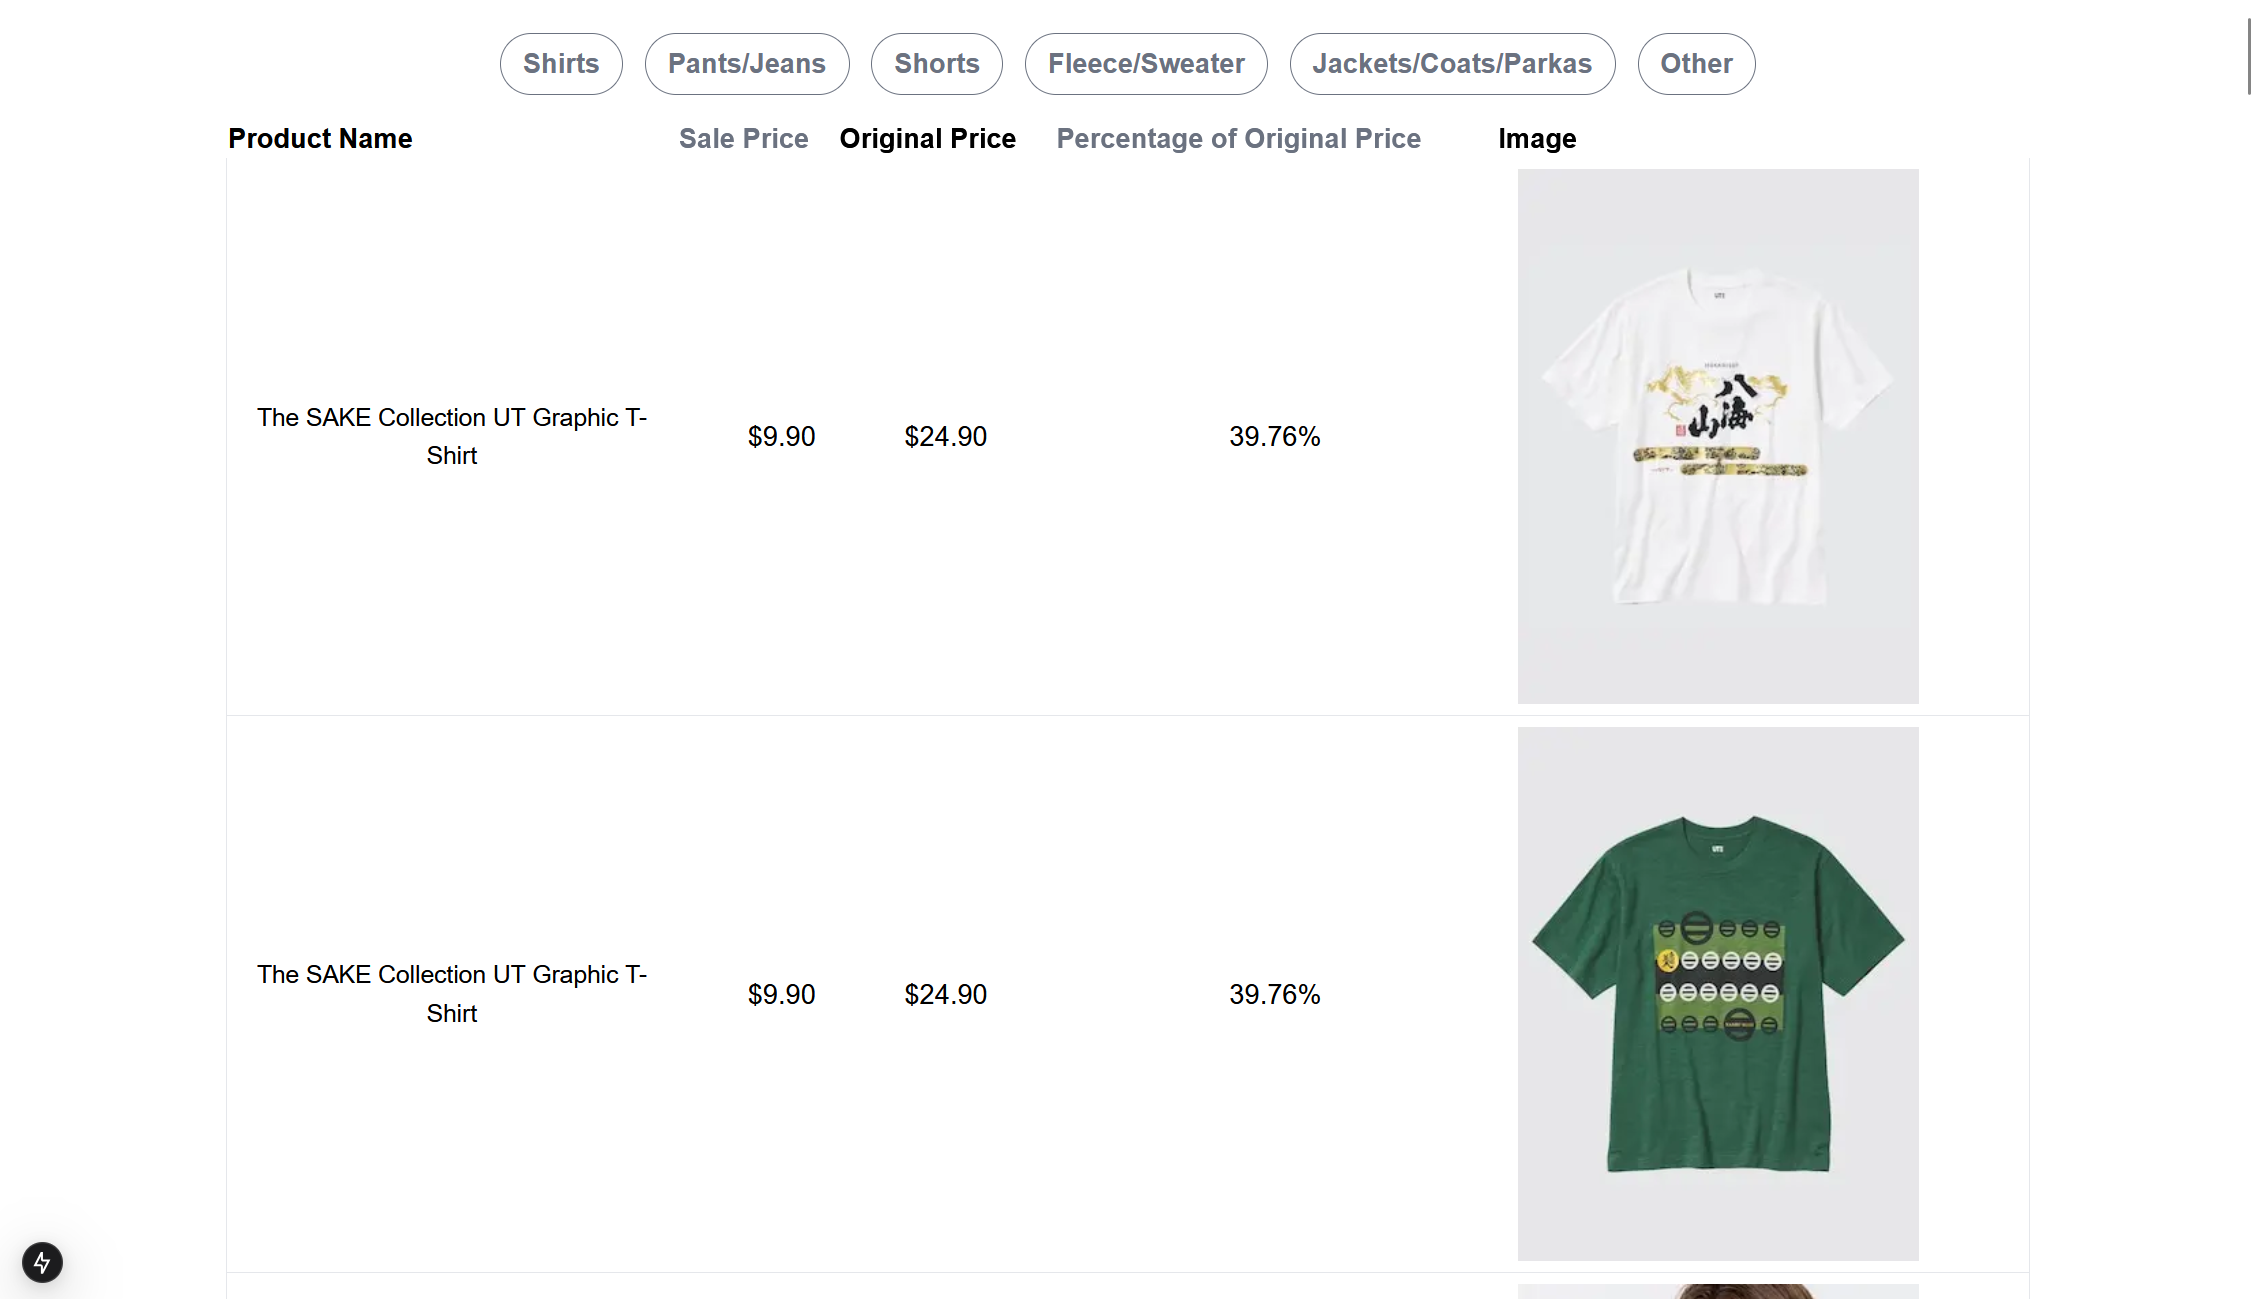 Shirts Pants/Jeans Shorts Fleece/Sweater Jackets/Coats/Parkas Other
Product Name Sale Price Original Price Percentage of Original Price Image
The SAKE Collection UT Graphic T-
Shirt
$9.90 $24.90 39.76%
八海
山
The SAKE Collection UT Graphic T-
Shirt
$9.90 $24.90 39.76%